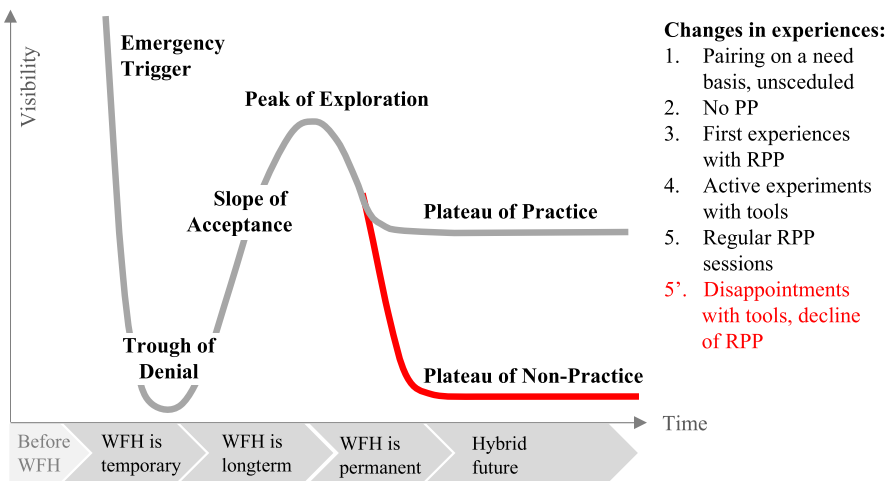 Visibility
Emergency
Trigger
Peak of Exploration
Slope of
Acceptance
Plateau of Practice
Trough of
Denial
Plateau of Non-Practice
Time
Before
WFH
WFH is
temporary
WFH is
longterm
WFH is
permanent
Hybrid
future
Changes in experiences:
1. Pairing on a need
basis, unsceduled
2. No PP
3. First experiences
with RPP
4. Active experiments
with tools
5. Regular RPP
sessions
5’. Disappointments
with tools, decline
of RPP